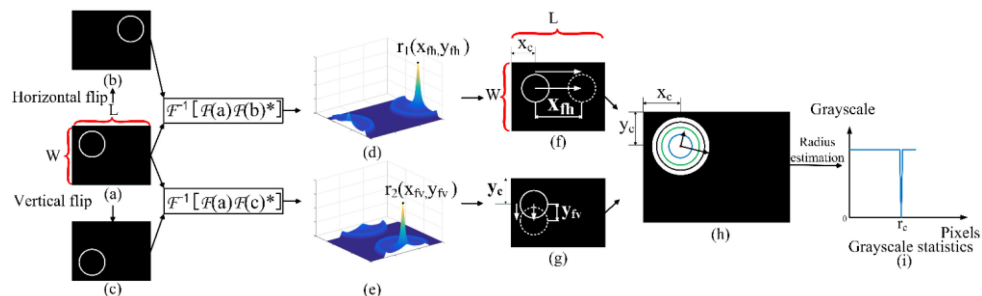 (b)
Horizontal flip
L
W
(a)
Vertical flip
(c)
ℱ⁻¹[ℱ(a)ℱ(b)*]
ℱ⁻¹[ℱ(a)ℱ(c)*]
r₁(x_fh,y_fh)
(d)
r₂(x_fv,y_fv)
(e)
L
x_c
W
x_fh
(f)
y_c
y_fv
(g)
x_c
y_c
(h)
Radius
estimation
Grayscale
0
r_c
Pixels
Grayscale statistics
(i)